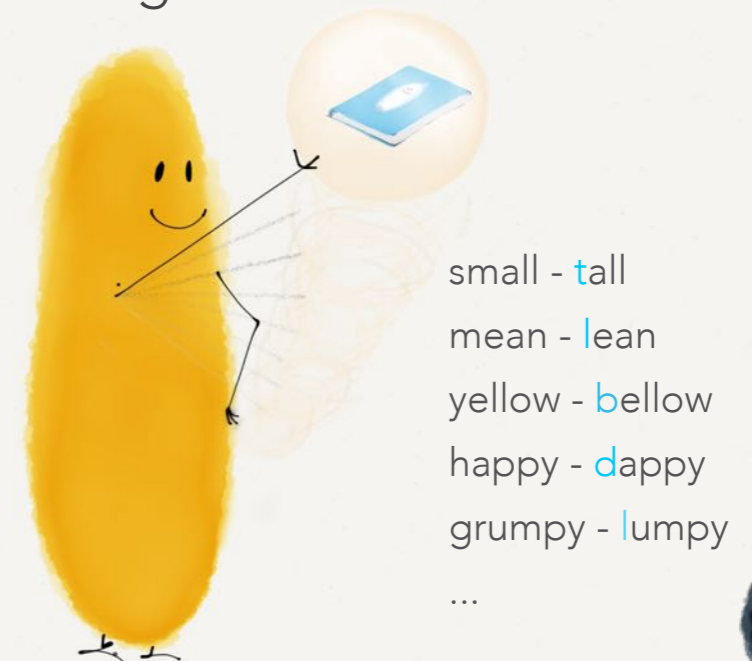 small - tall
mean - lean
yellow - bellow
happy - dappy
grumpy - lumpy
...